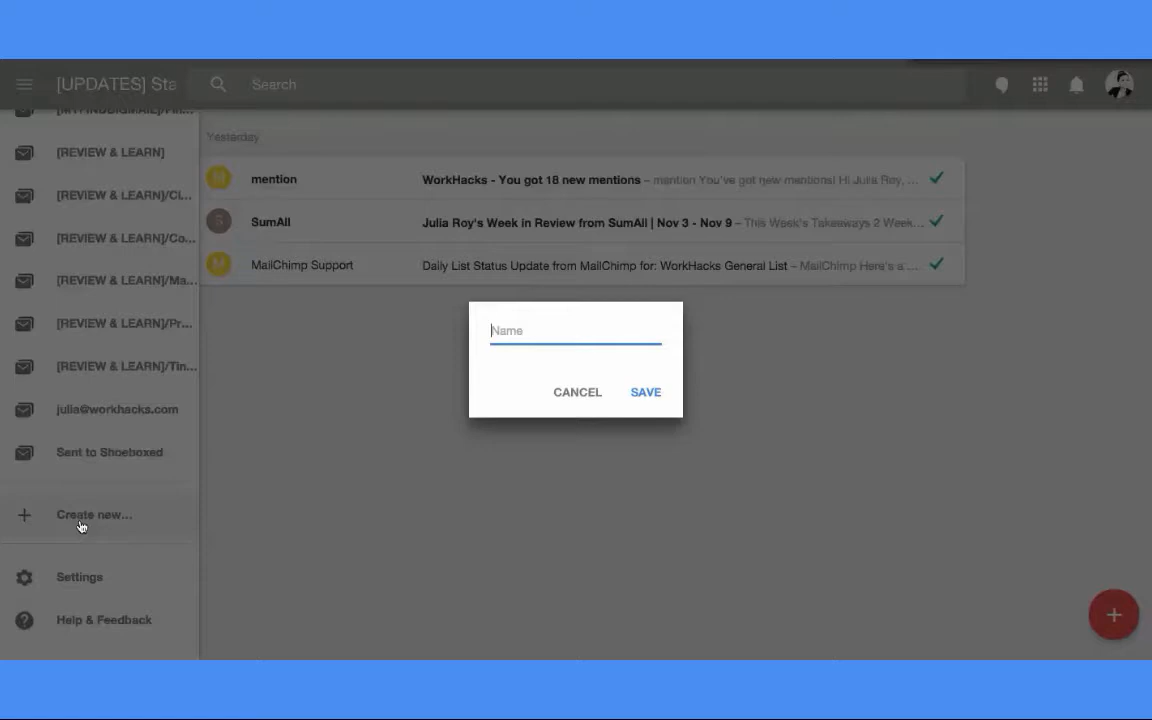 [UPDATES] Sta
Search
[REVIEW & LEARN]
[REVIEW & LEARN]/Cl...
[REVIEW & LEARN]/Co...
[REVIEW & LEARN]/Ma...
[REVIEW & LEARN]/Pr...
[REVIEW & LEARN]/Tin...
julia@workhacks.com
Sent to Shoeboxed
Create new...
Settings
Help & Feedback
Yesterday
M mention WorkHacks - You got 18 new mentions – mention You've got new mentions! Hi Julia Roy, ...
S SumAll Julia Roy's Week in Review from SumAll | Nov 3 - Nov 9 – This Week's Takeaways 2 Week...
M MailChimp Support Daily List Status Update from MailChimp for: WorkHacks General List – MailChimp Here's a ...
Name
CANCEL SAVE